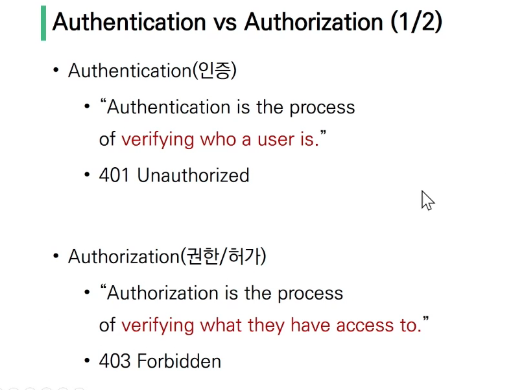 Authentication vs Authorization (1/2)
• Authentication(인증)
• “Authentication is the process
of verifying who a user is.”
• 401 Unauthorized
• Authorization(권한/허가)
• “Authorization is the process
of verifying what they have access to.”
• 403 Forbidden